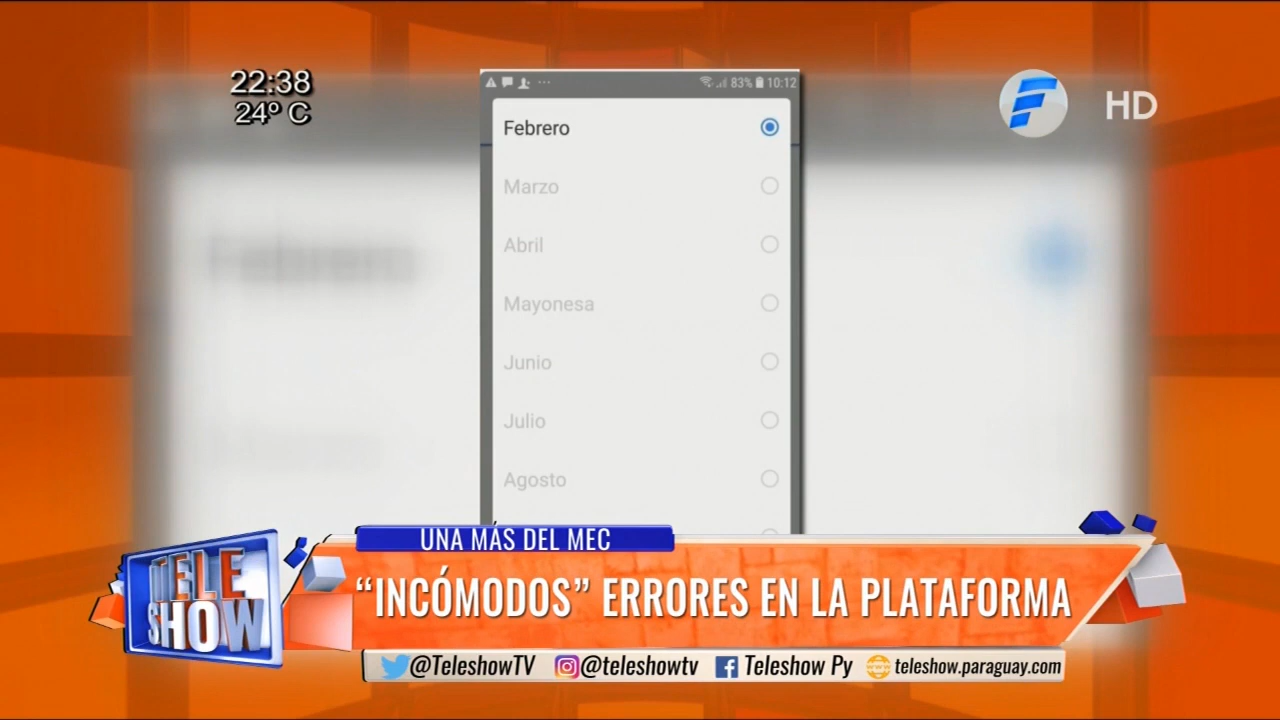 22:38
24º C
83% 10:12
HD
Febrero
Marzo
Abril
Mayonesa
Junio
Julio
Agosto
UNA MÁS DEL MEC
“INCÓMODOS” ERRORES EN LA PLATAFORMA
TELE
SHOW
@TeleshowTV @teleshowtv Teleshow Py teleshow.paraguay.com